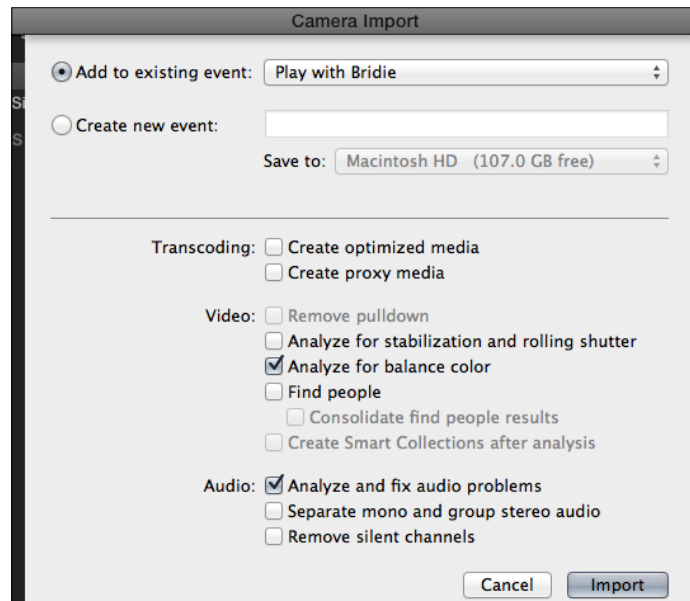 Camera Import
Add to existing event: Play with Bridie
Si
Create new event:
S
Save to: Macintosh HD (107.0 GB free)
Transcoding: Create optimized media
Create proxy media
Video: Remove pulldown
Analyze for stabilization and rolling shutter
Analyze for balance color
Find people
Consolidate find people results
Create Smart Collections after analysis
Audio: Analyze and fix audio problems
Separate mono and group stereo audio
Remove silent channels
Cancel Import